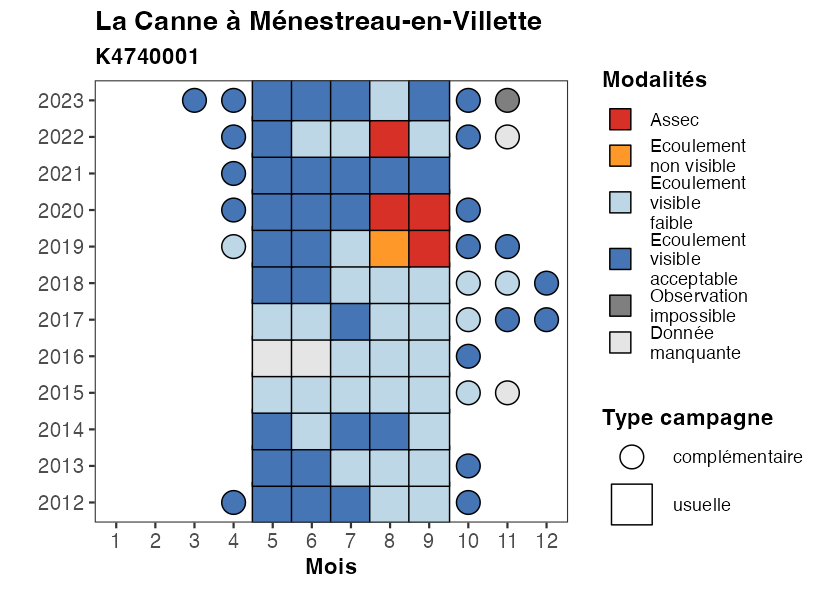 La Canne à Ménestreau-en-Villette
K4740001
2023
2022
2021
2020
2019
2018
2017
2016
2015
2014
2013
2012
1 2 3 4 5 6 7 8 9 10 11 12
Mois
Modalités
Assec
Ecoulement
non visible
Ecoulement
visible
faible
Ecoulement
visible
acceptable
Observation
impossible
Donnée
manquante
Type campagne
complémentaire
usuelle